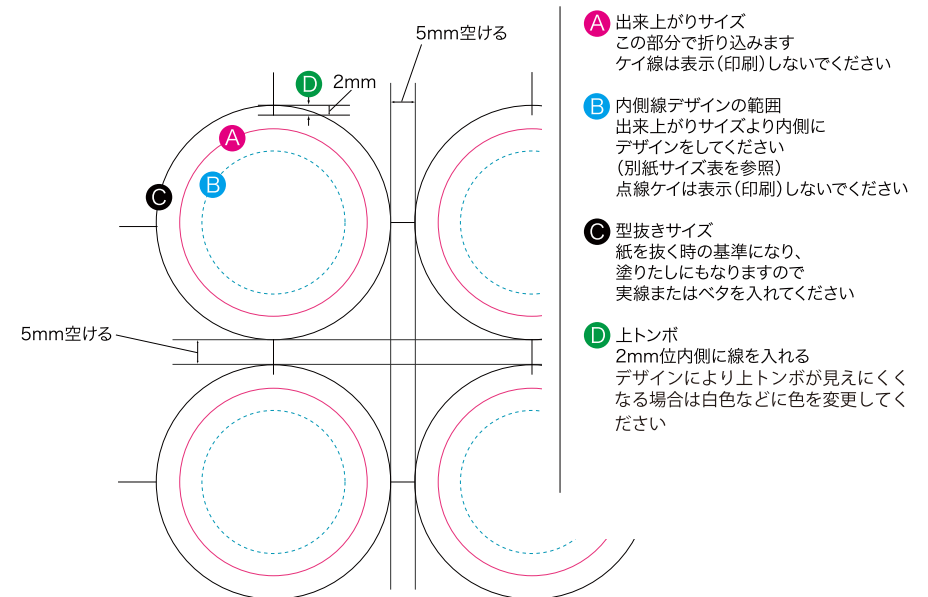 5mm空ける
D
2mm
A
B
C
5mm空ける
A 出来上がりサイズ
この部分で折り込みます
ケイ線は表示(印刷)しないでください
B 内側線デザインの範囲
出来上がりサイズより内側に
デザインをしてください
(別紙サイズ表を参照)
点線ケイは表示(印刷)しないでください
C 型抜きサイズ
紙を抜く時の基準になり、
塗りたしにもなりますので
実線またはベタを入れてください
D 上トンボ
2mm位内側に線を入れる
デザインにより上トンボが見えにくく
なる場合は白色などに色を変更してく
ださい